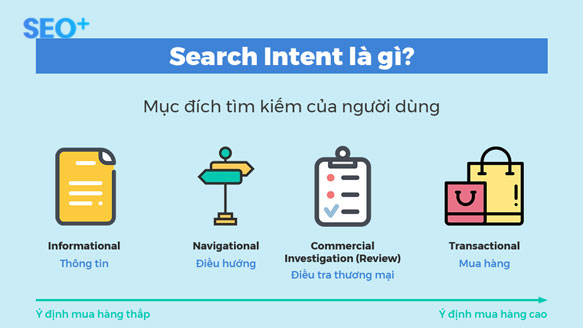 SEO+
Search Intent là gì?
Mục đích tìm kiếm của người dùng
Informational
Thông tin
Navigational
Điều hướng
Commercial
Investigation (Review)
Điều tra thương mại
Transactional
Mua hàng
Ý định mua hàng thấp
Ý định mua hàng cao